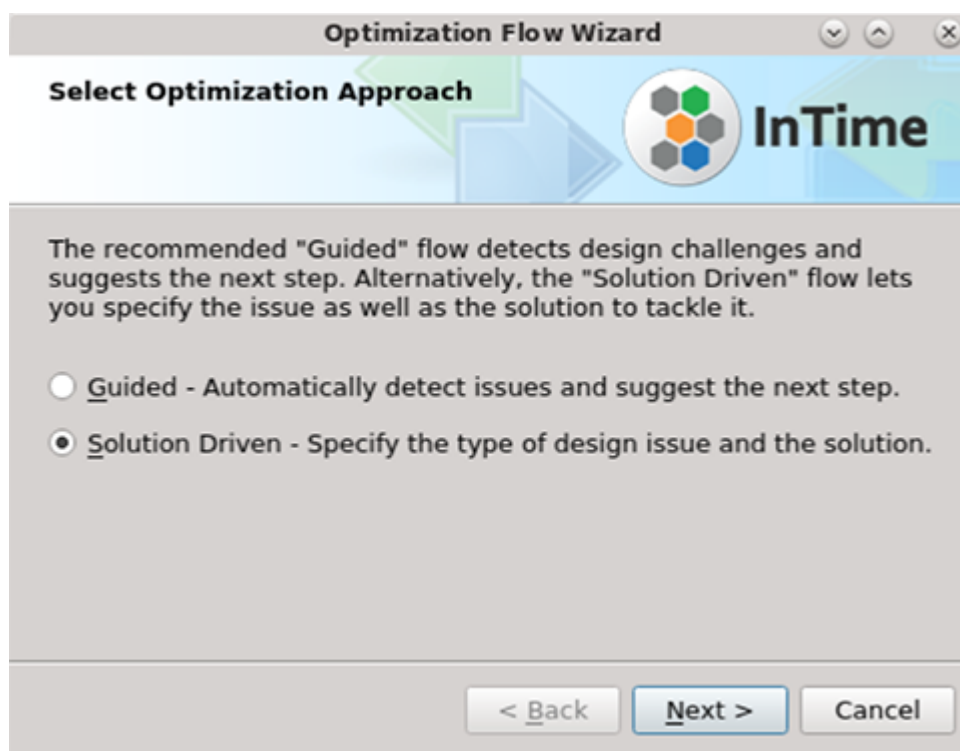 Optimization Flow Wizard
Select Optimization Approach
InTime
The recommended "Guided" flow detects design challenges and
suggests the next step. Alternatively, the "Solution Driven" flow lets
you specify the issue as well as the solution to tackle it.
Guided - Automatically detect issues and suggest the next step.
Solution Driven - Specify the type of design issue and the solution.
< Back
Next >
Cancel